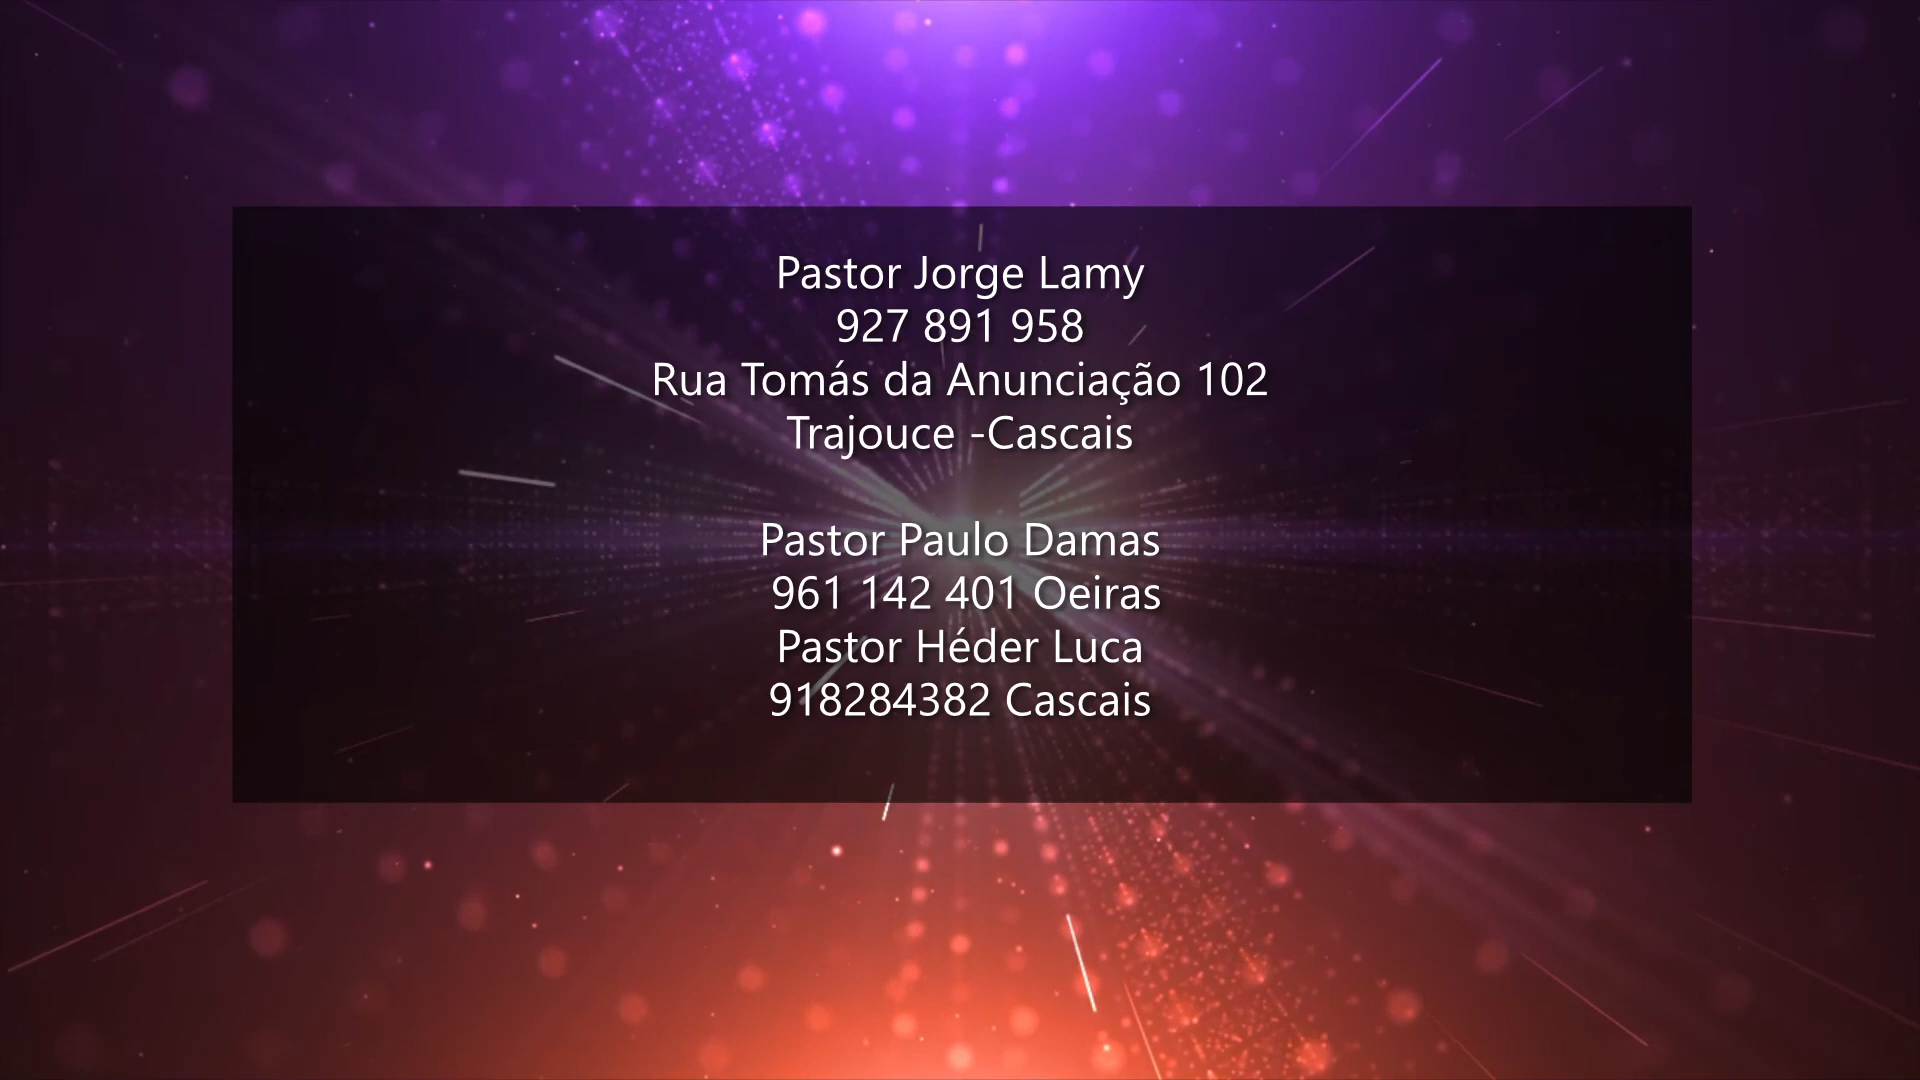 Pastor Jorge Lamy
927 891 958
Rua Tomás da Anunciação 102
Trajouce -Cascais
Pastor Paulo Damas
961 142 401 Oeiras
Pastor Héder Luca
918284382 Cascais